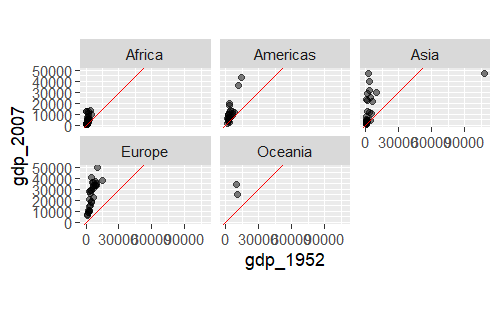 Africa
Americas
Asia
50000
40000
30000
20000
10000
0
0 30000 60000 90000
Europe
Oceania
50000
40000
30000
20000
10000
0
0 30000 60000 90000
0 30000 60000 90000
gdp_2007
gdp_1952